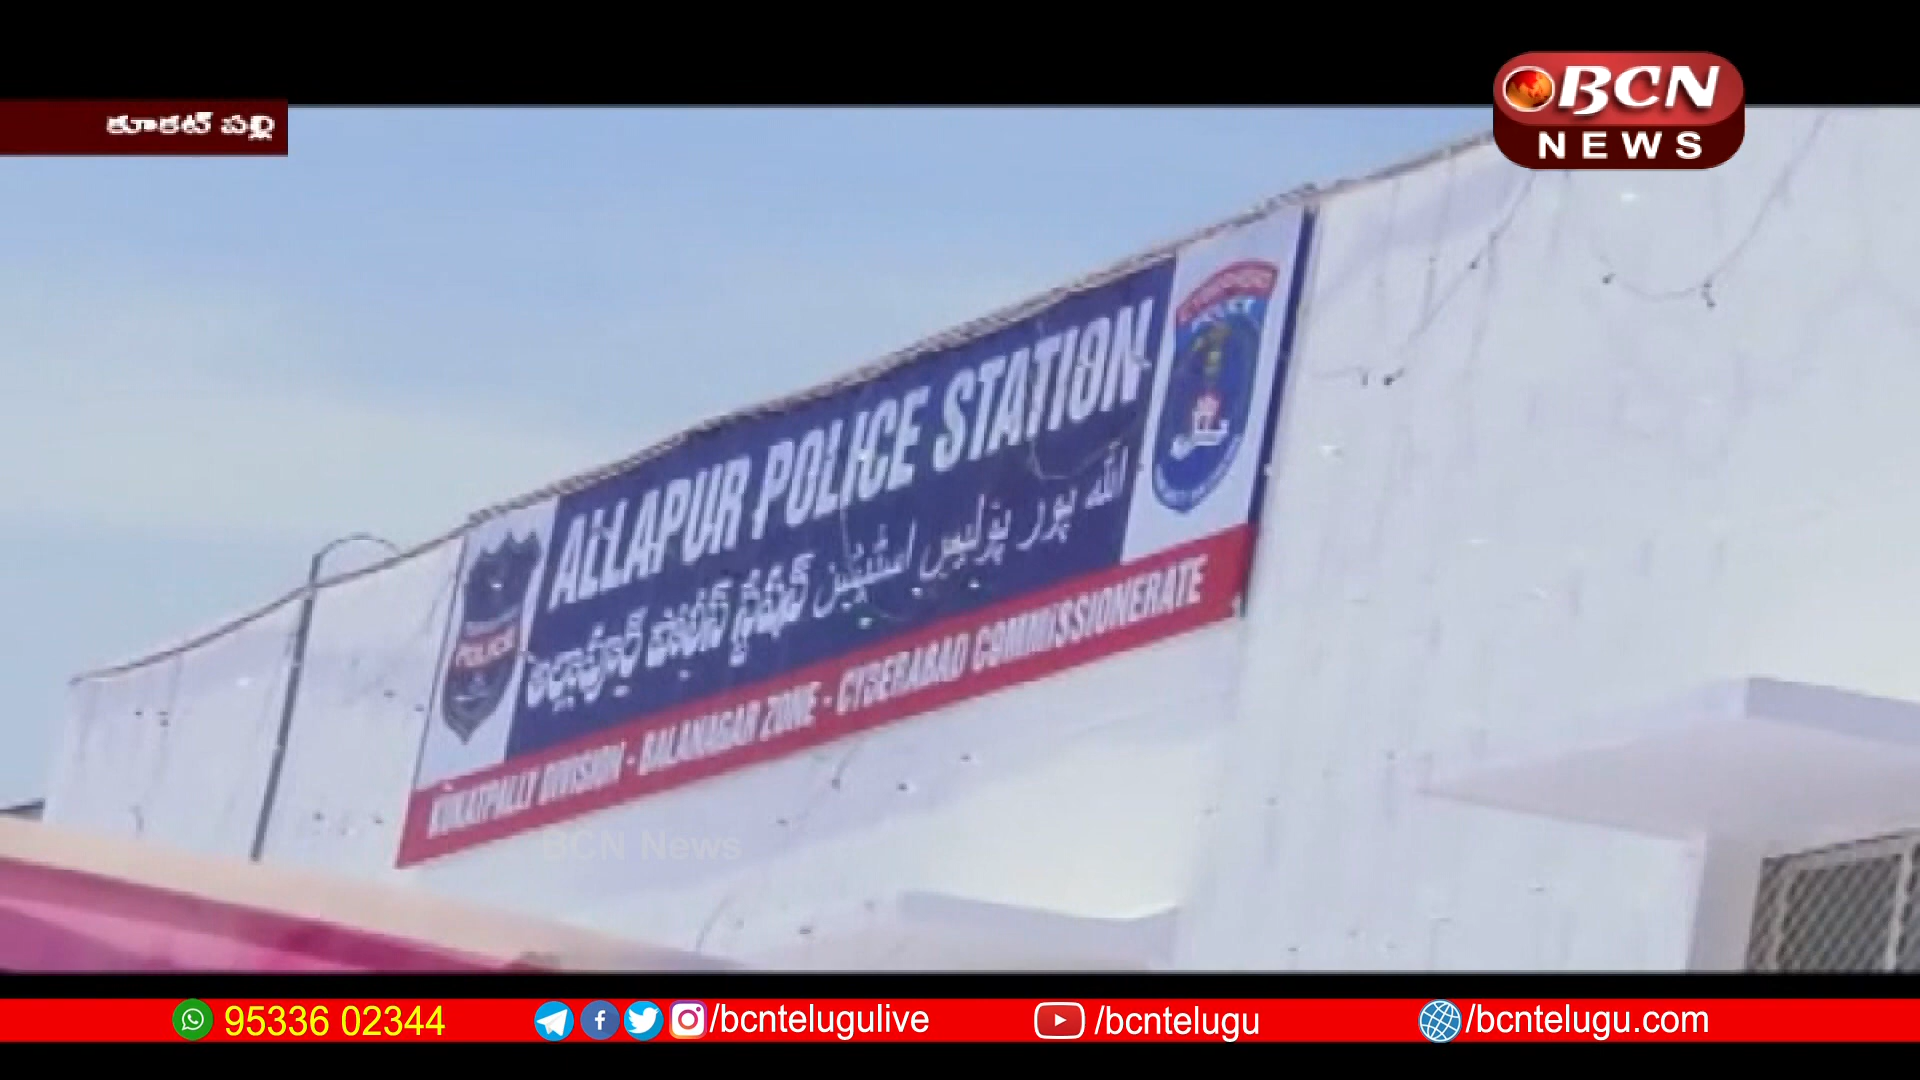 BCN
NEWS
కూకట్ పల్లి
ALLAPUR POLICE STATION
అల్లాపూర్ పోలీస్ స్టేషన్ اللہ پور پولیس اسٹیشن
POLICE
KUKATPALLY DIVISION - BALANAGAR ZONE - CYBERABAD COMMISSIONERATE
BCN News
95336 02344 /bcntelugulive /bcntelugu /bcntelugu.com